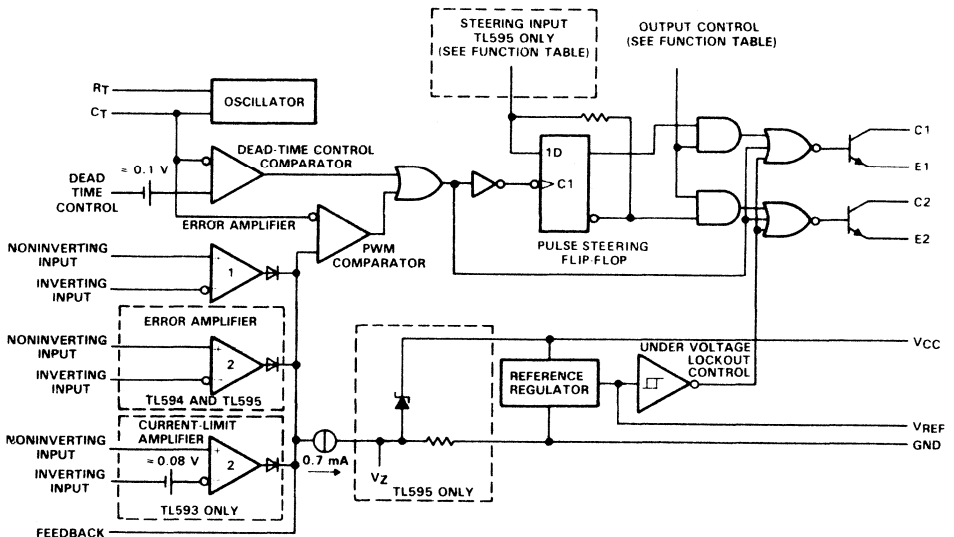 STEERING INPUT
TL595 ONLY
(SEE FUNCTION TABLE)
OUTPUT CONTROL
(SEE FUNCTION TABLE)
RT
OSCILLATOR
CT
DEAD-TIME CONTROL
COMPARATOR
≈ 0.1 V
DEAD
TIME
CONTROL
1D
C1
C1
E1
C2
E2
ERROR AMPLIFIER
PWM
COMPARATOR
PULSE STEERING
FLIP-FLOP
NONINVERTING
INPUT
INVERTING
INPUT
+
1
ERROR AMPLIFIER
NONINVERTING
INPUT
INVERTING
INPUT
+
2
TL594 AND TL595
UNDER VOLTAGE
LOCKOUT
CONTROL
VCC
REFERENCE
REGULATOR
VREF
GND
CURRENT-LIMIT
AMPLIFIER
NONINVERTING
INPUT
≈ 0.08 V
INVERTING
INPUT
+
2
TL593 ONLY
0.7 mA
VZ
TL595 ONLY
FEEDBACK